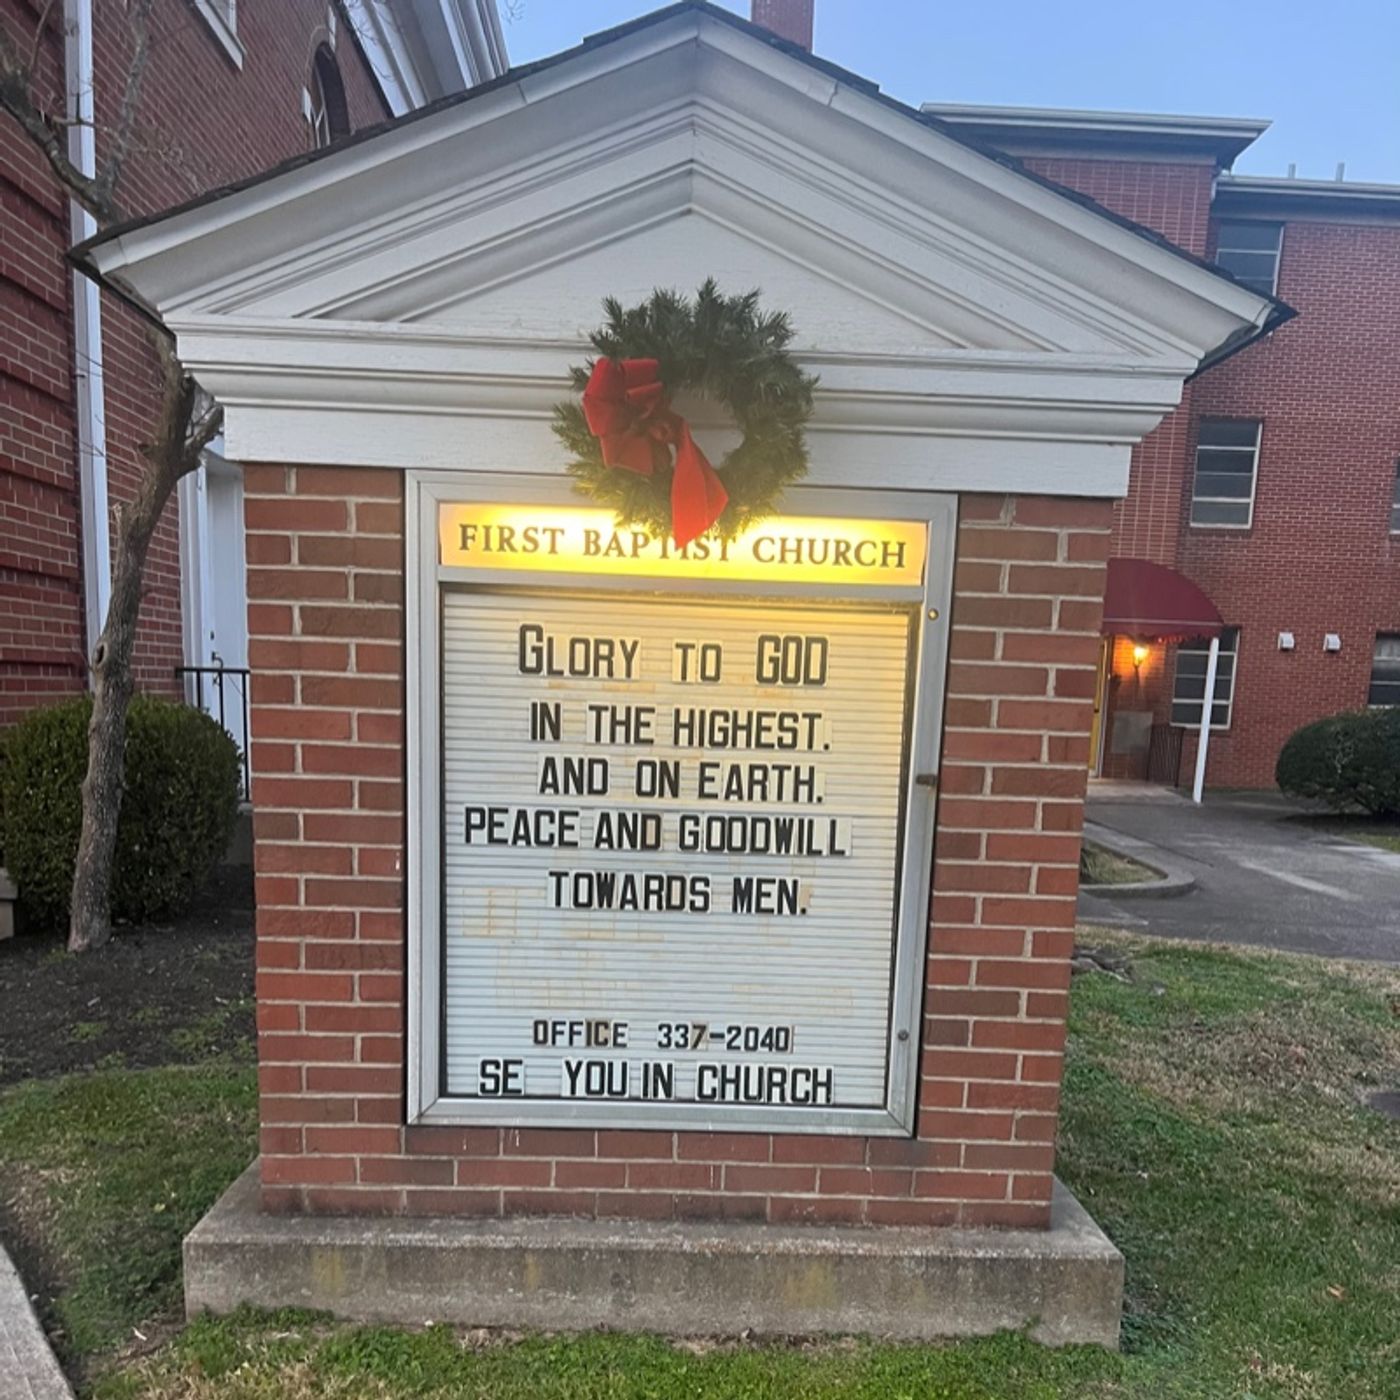 FIRST BAPTIST CHURCH
GLORY TO GOD
IN THE HIGHEST.
AND ON EARTH.
PEACE AND GOODWILL
TOWARDS MEN.
OFFICE 337-2040
SE YOU IN CHURCH